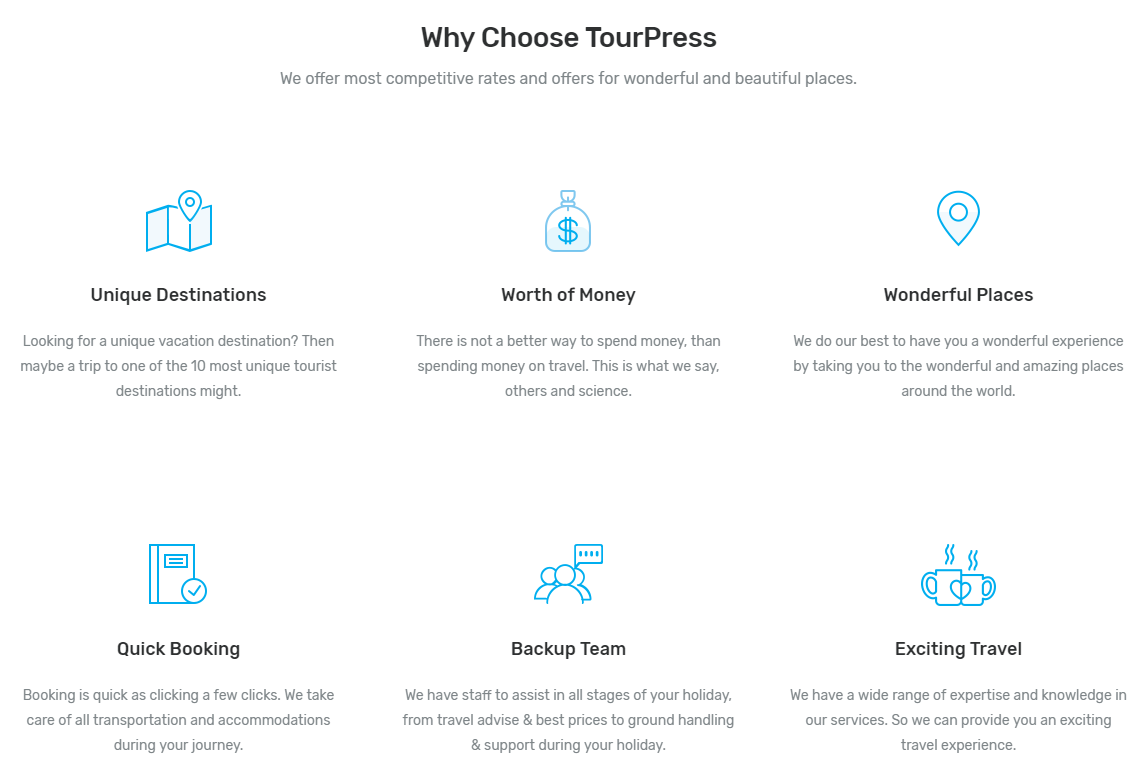 Why Choose TourPress
We offer most competitive rates and offers for wonderful and beautiful places.
$
Unique Destinations
Looking for a unique vacation destination? Then
maybe a trip to one of the 10 most unique tourist
destinations might.
Worth of Money
There is not a better way to spend money, than
spending money on travel. This is what we say,
others and science.
Wonderful Places
We do our best to have you a wonderful experience
by taking you to the wonderful and amazing places
around the world.
Quick Booking
Booking is quick as clicking a few clicks. We take
care of all transportation and accommodations
during your journey.
Backup Team
We have staff to assist in all stages of your holiday,
from travel advise & best prices to ground handling
& support during your holiday.
Exciting Travel
We have a wide range of expertise and knowledge in
our services. So we can provide you an exciting
travel experience.